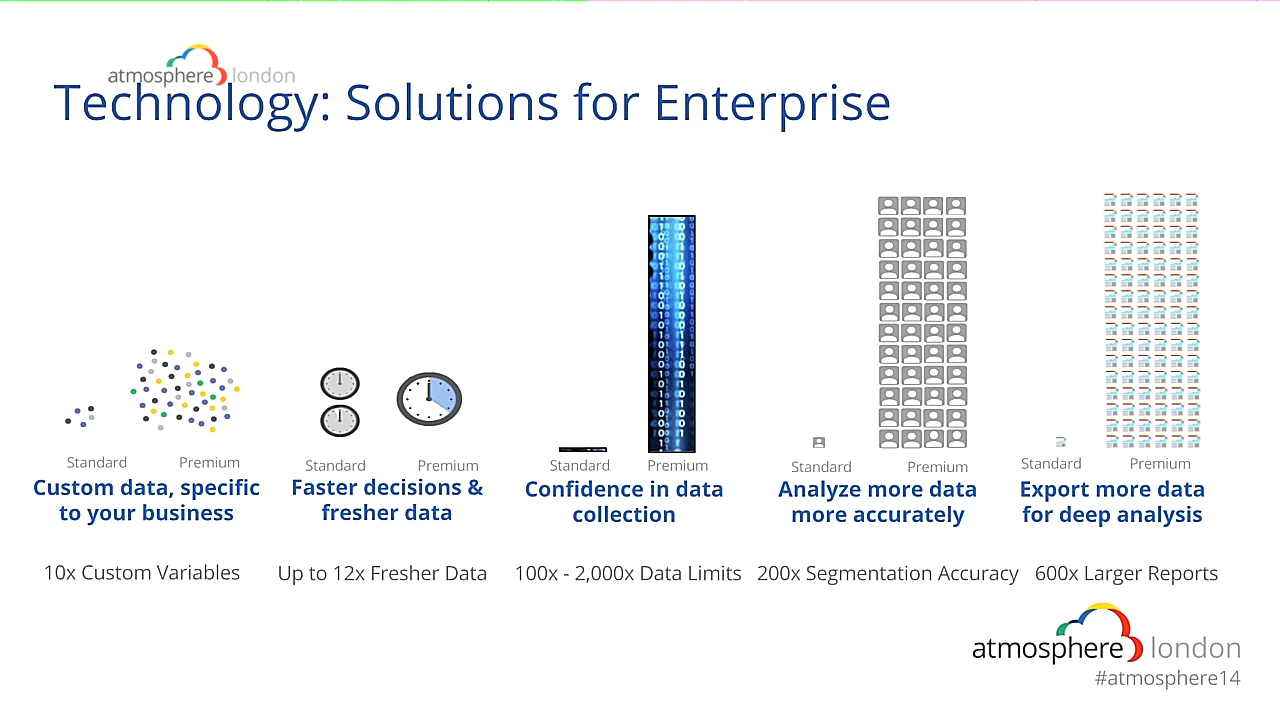 atmosphere london
Technology: Solutions for Enterprise
Standard Premium
Custom data, specific
to your business
10x Custom Variables
Standard Premium
Faster decisions &
fresher data
Up to 12x Fresher Data
Standard Premium
Confidence in data
collection
100x - 2,000x Data Limits
Standard Premium
Analyze more data
more accurately
200x Segmentation Accuracy
Standard Premium
Export more data
for deep analysis
600x Larger Reports
atmosphere london
#atmosphere14